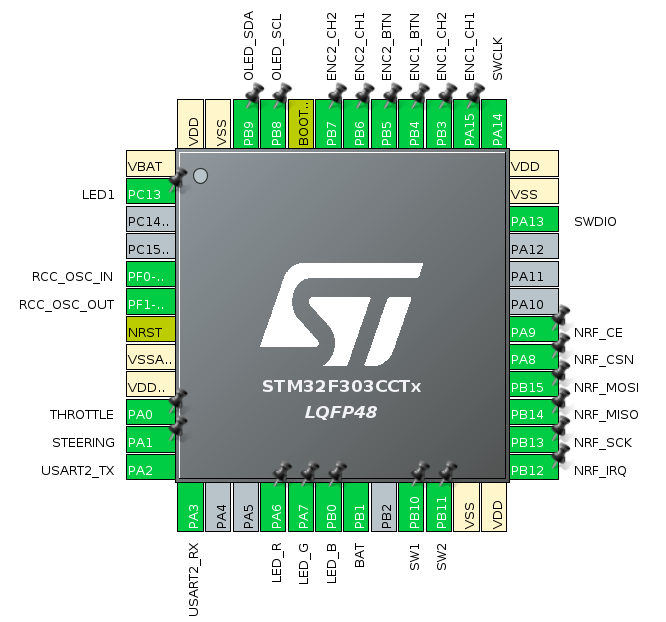 OLED_SDA
OLED_SCL
ENC2_CH2
ENC2_CH1
ENC2_BTN
ENC1_BTN
ENC1_CH2
ENC1_CH1
SWCLK
VDD
VSS
PB9
PB8
BOOT..
PB7
PB6
PB5
PB4
PB3
PA15
PA14
VBAT
LED1 PC13
PC14..
PC15..
RCC_OSC_IN PF0-..
RCC_OSC_OUT PF1-..
NRST
VSSA..
VDD..
THROTTLE PA0
STEERING PA1
USART2_TX PA2
ST
STM32F303CCTx
LQFP48
VDD
VSS
PA13 SWDIO
PA12
PA11
PA10
PA9 NRF_CE
PA8 NRF_CSN
PB15 NRF_MOSI
PB14 NRF_MISO
PB13 NRF_SCK
PB12 NRF_IRQ
PA3
PA4
PA5
PA6
PA7
PB0
PB1
PB2
PB10
PB11
VSS
VDD
USART2_RX
LED_R
LED_G
LED_B
BAT
SW1
SW2